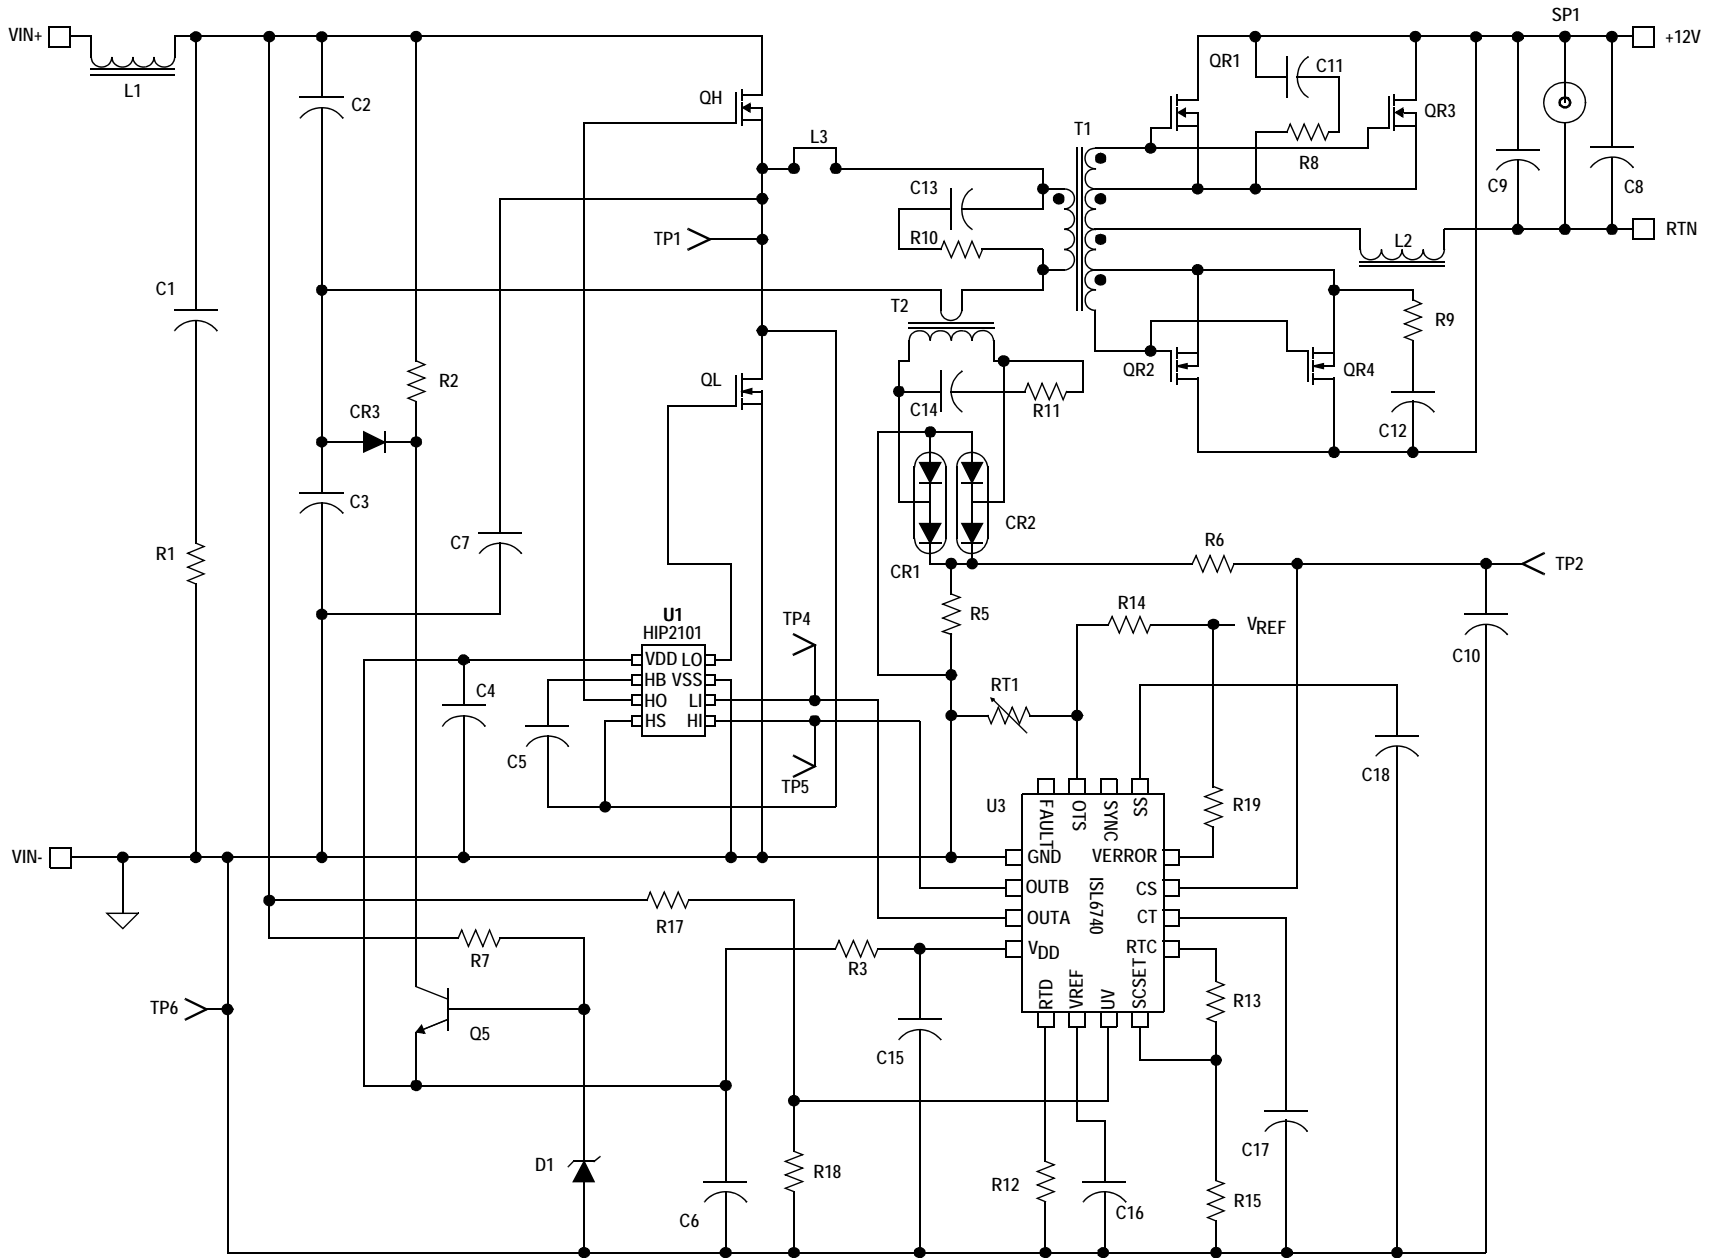 SP1
VIN+
+12V
QR1
C11
L1
QH
C2
QR3
T1
L3
R8
C13
C9
C8
TP1
R10
L2
RTN
C1
T2
R9
QL
R2
QR2
QR4
CR3
C14
R11
C12
C3
CR2
C7
R6
R1
CR1
TP2
R5
R14
U1
TP4
VREF
HIP2101
C10
VDD LO
HB VSS
RT1
C4
HO LI
HS HI
C5
TP5
C18
U3
FAULT
OTS
SYNC
SS
R19
VIN-
GND
VERROR
OUTB
ISL6740
CS
OUTA
CT
R17
R3
VDD
RTC
R7
RTD
VREF
UV
SCSET
R13
TP6
Q5
C15
C17
D1
R18
R12
C16
R15
C6